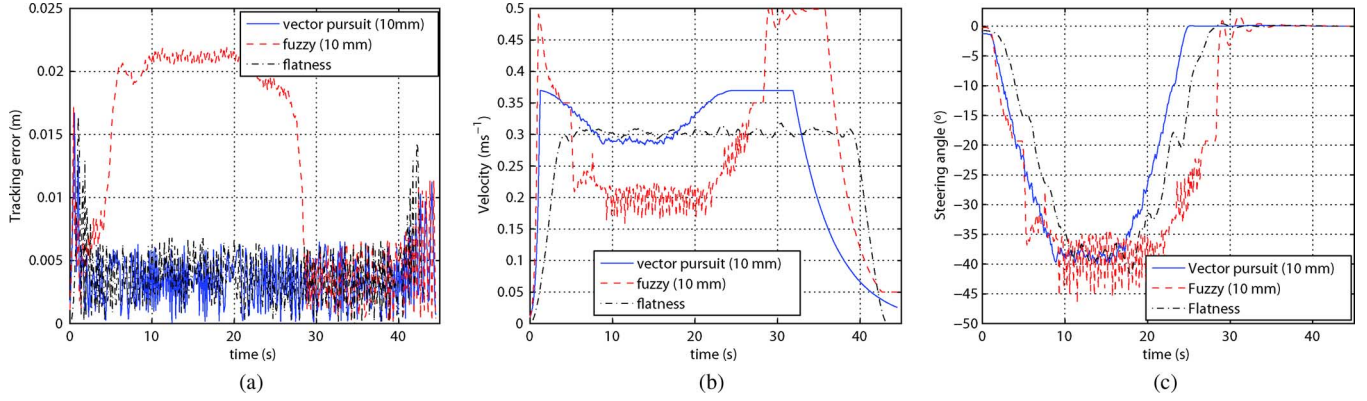 0.025
0.02
0.015
0.01
0.005
0
Tracking error (m)
vector pursuit (10mm)
fuzzy (10 mm)
flatness
0 10 20 30 40
time (s)
(a)
0.5
0.45
0.4
0.35
0.3
0.25
0.2
0.15
0.1
0.05
0
Velocity (ms-1)
vector pursuit (10 mm)
fuzzy (10 mm)
flatness
0 10 20 30 40
time (s)
(b)
0
−5
−10
−15
−20
−25
−30
−35
−40
−45
−50
Steering angle (°)
Vector pursuit (10 mm)
Fuzzy (10 mm)
Flatness
0 10 20 30 40
time (s)
(c)